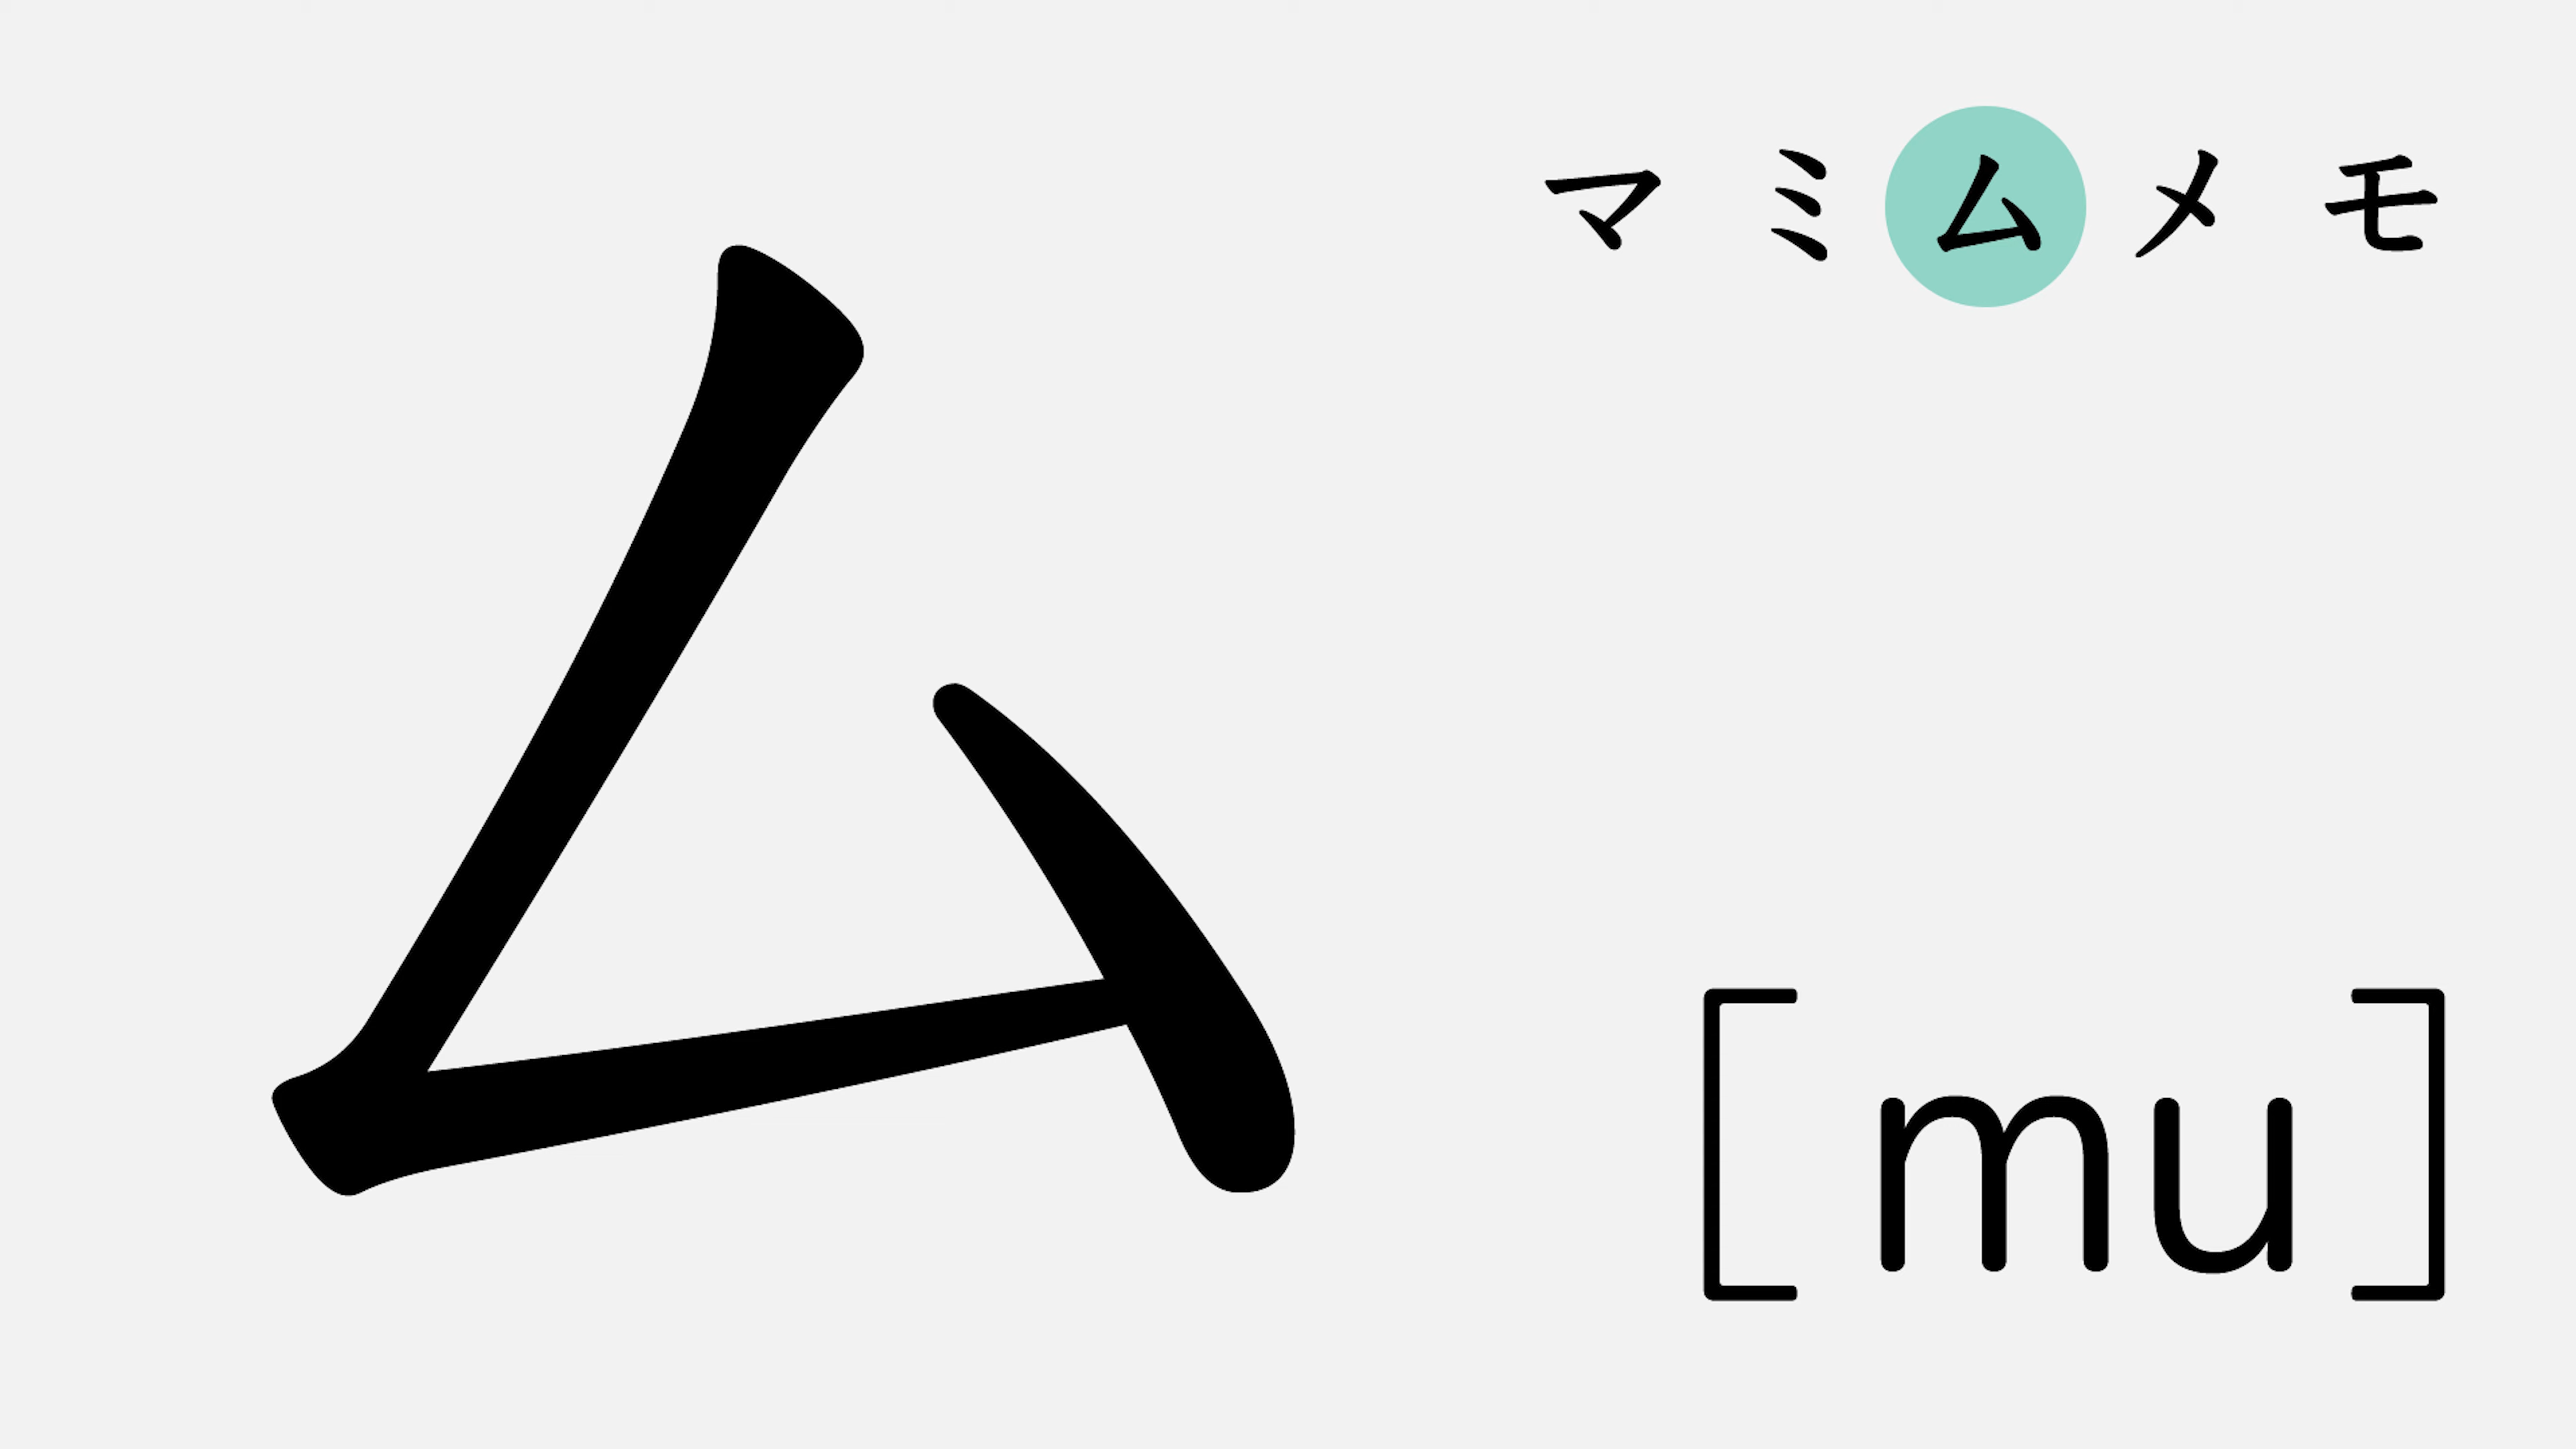 マ ミ ム メ モ
ム
[mu]